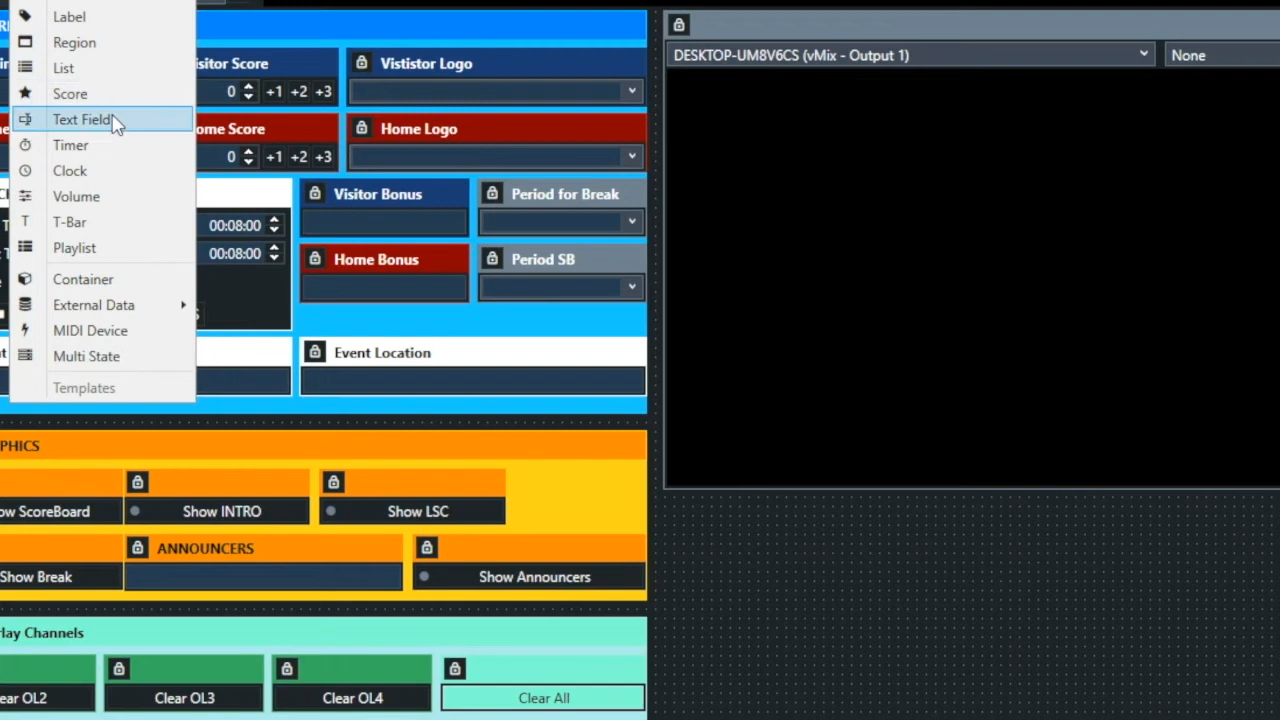 Label
Region
List
Score
Text Field
Timer
Clock
Volume
T-Bar
Playlist
Container
External Data
MIDI Device
Multi State
Templates
sitor Score
0 +1 +2 +3
Vististor Logo
ome Score
0 +1 +2 +3
Home Logo
00:08:00
00:08:00
Visitor Bonus
Period for Break
Home Bonus
Period SB
Event Location
DESKTOP-UM8V6CS (vMix - Output 1)
None
PHICS
ow ScoreBoard
Show INTRO
Show LSC
ANNOUNCERS
Show Break
Show Announcers
rlay Channels
ear OL2
Clear OL3
Clear OL4
Clear All